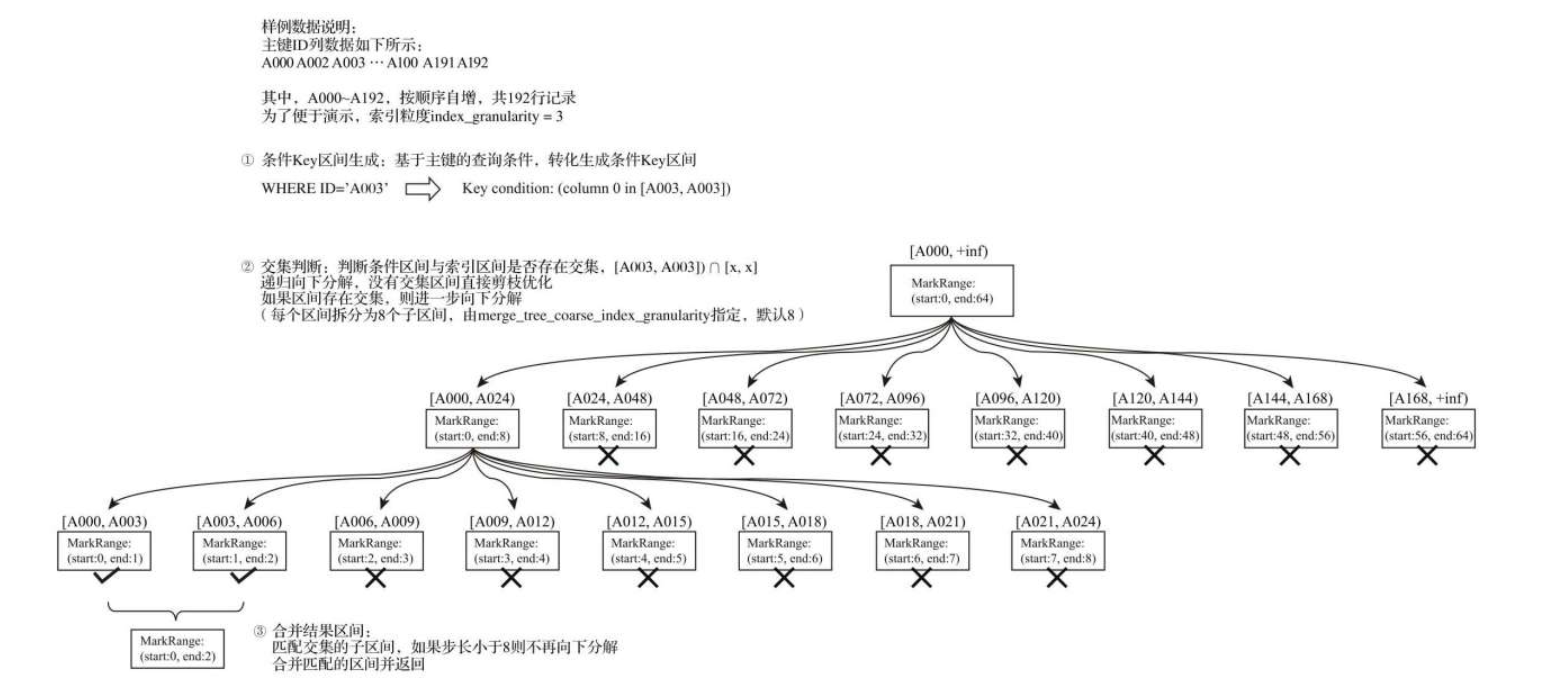 样例数据说明：
主键ID列数据如下所示：
A000 A002 A003 ··· A100 A191 A192
其中，A000~A192，按顺序自增，共192行记录
为了便于演示，索引粒度index_granularity = 3
① 条件Key区间生成：基于主键的查询条件，转化生成条件Key区间
WHERE ID=’A003’ Key condition: (column 0 in [A003, A003])
② 交集判断：判断条件区间与索引区间是否存在交集，[A003, A003]) ∩ [x, x]
递归向下分解，没有交集区间直接剪枝优化
如果区间存在交集，则进一步向下分解
（每个区间拆分为8个子区间，由merge_tree_coarse_index_granularity指定，默认8）
[A000, +inf)
MarkRange:
(start:0, end:64)
[A000, A024)
MarkRange:
(start:0, end:8)
[A024, A048)
MarkRange:
(start:8, end:16)
[A048, A072)
MarkRange:
(start:16, end:24)
[A072, A096)
MarkRange:
(start:24, end:32)
[A096, A120)
MarkRange:
(start:32, end:40)
[A120, A144)
MarkRange:
(start:40, end:48)
[A144, A168)
MarkRange:
(start:48, end:56)
[A168, +inf)
MarkRange:
(start:56, end:64)
[A000, A003)
MarkRange:
(start:0, end:1)
[A003, A006)
MarkRange:
(start:1, end:2)
[A006, A009)
MarkRange:
(start:2, end:3)
[A009, A012)
MarkRange:
(start:3, end:4)
[A012, A015)
MarkRange:
(start:4, end:5)
[A015, A018)
MarkRange:
(start:5, end:6)
[A018, A021)
MarkRange:
(start:6, end:7)
[A021, A024)
MarkRange:
(start:7, end:8)
MarkRange:
(start:0, end:2)
③ 合并结果区间：
匹配交集的子区间，如果步长小于8则不再向下分解
合并匹配的区间并返回